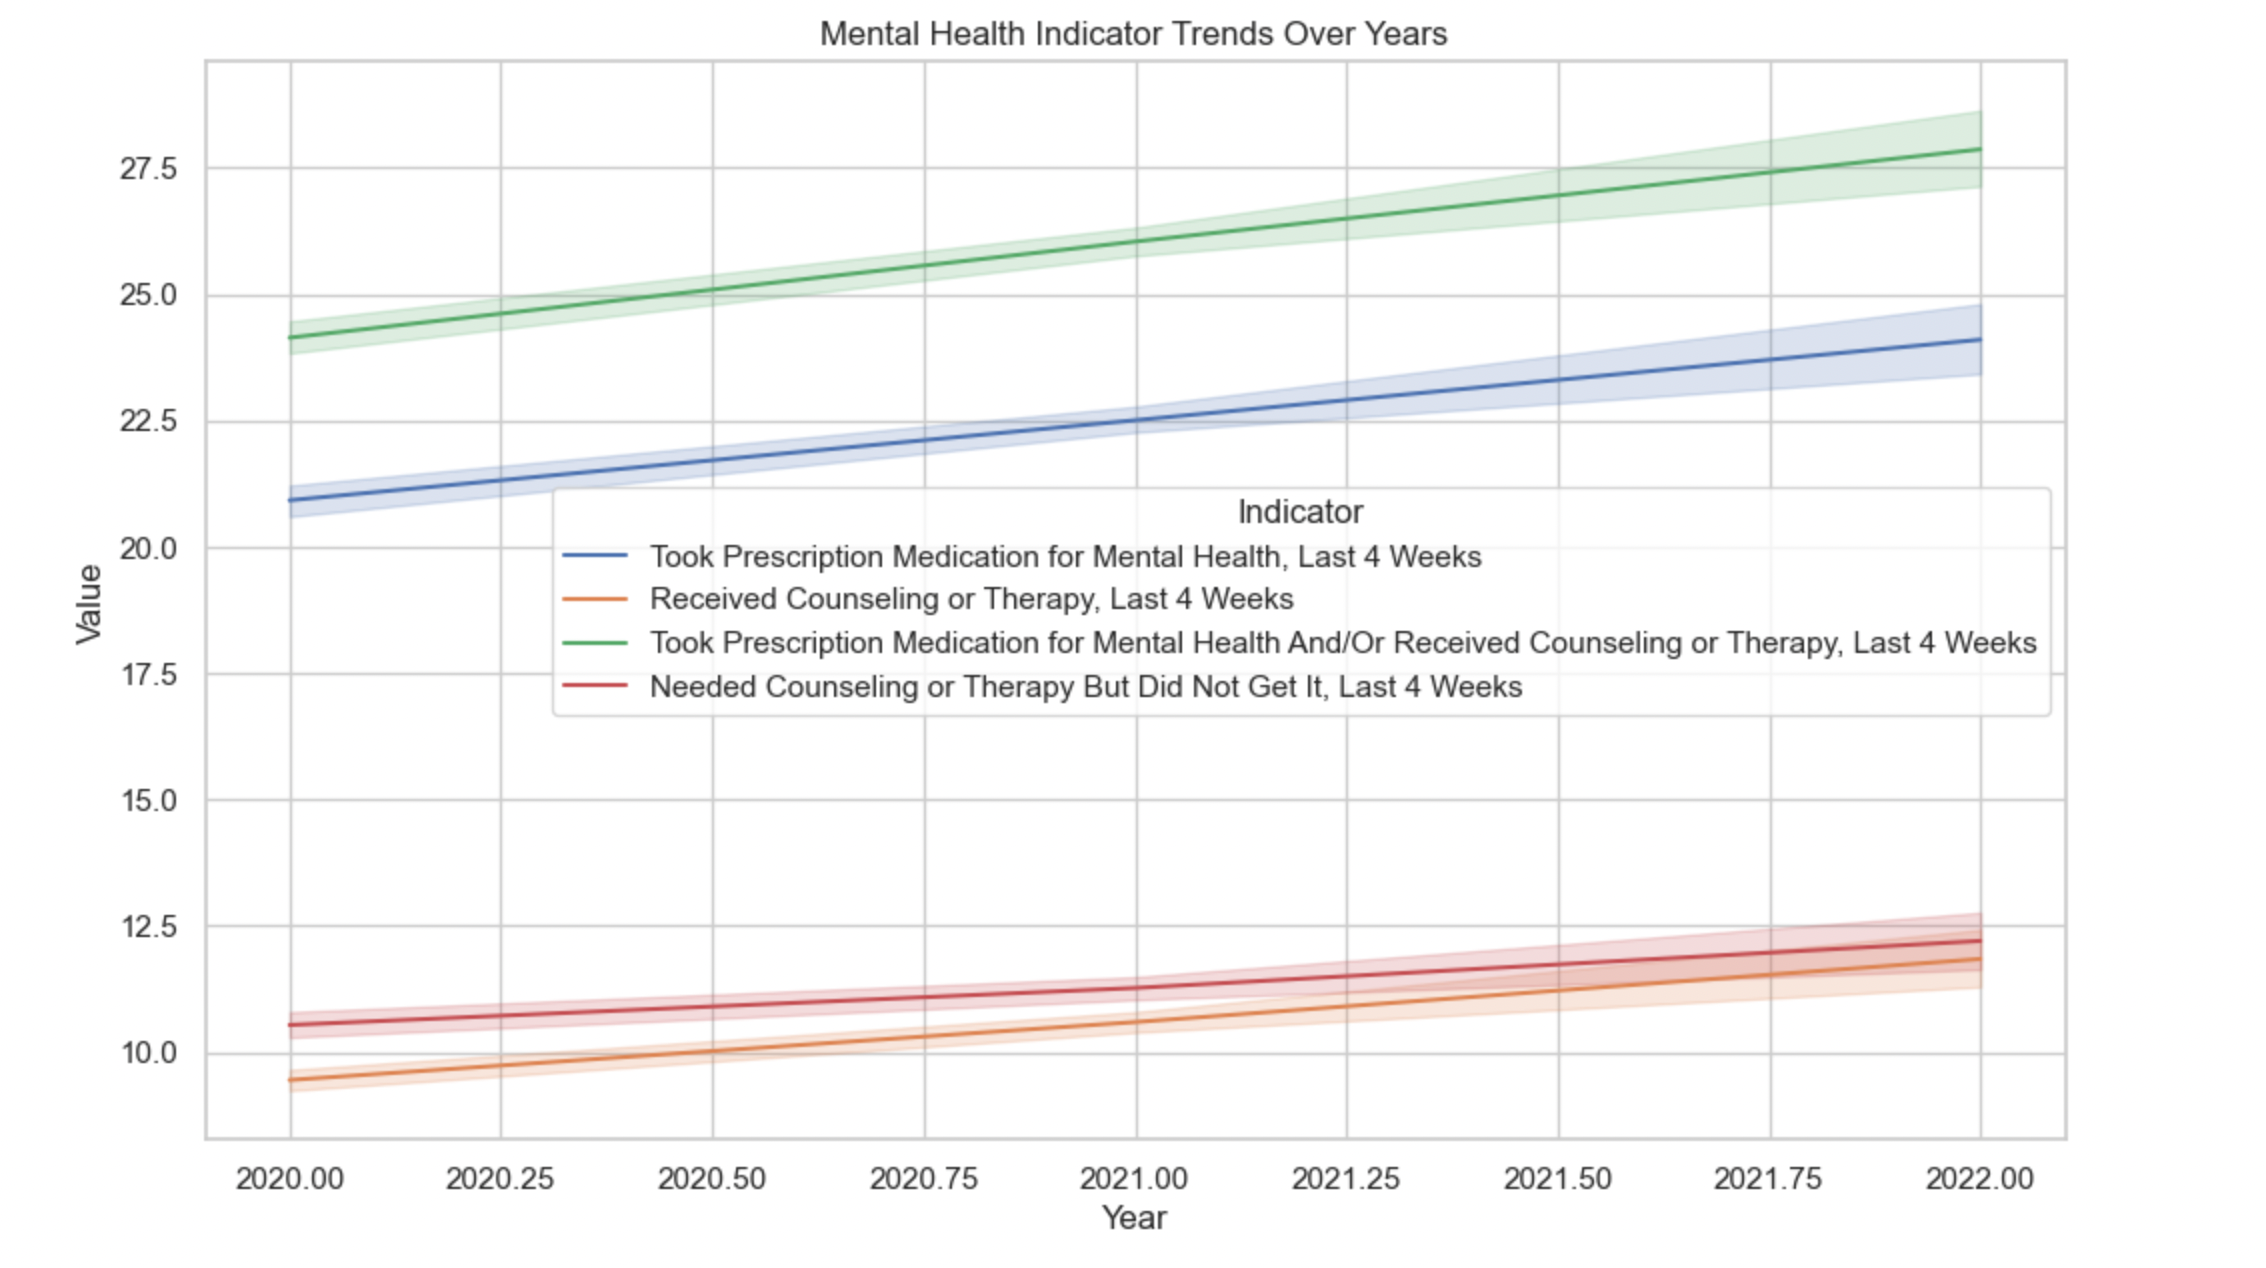 Mental Health Indicator Trends Over Years
27.5
25.0
22.5
20.0
17.5
15.0
12.5
10.0
Value
Indicator
Took Prescription Medication for Mental Health, Last 4 Weeks
Received Counseling or Therapy, Last 4 Weeks
Took Prescription Medication for Mental Health And/Or Received Counseling or Therapy, Last 4 Weeks
Needed Counseling or Therapy But Did Not Get It, Last 4 Weeks
2020.00 2020.25 2020.50 2020.75 2021.00 2021.25 2021.50 2021.75 2022.00
Year